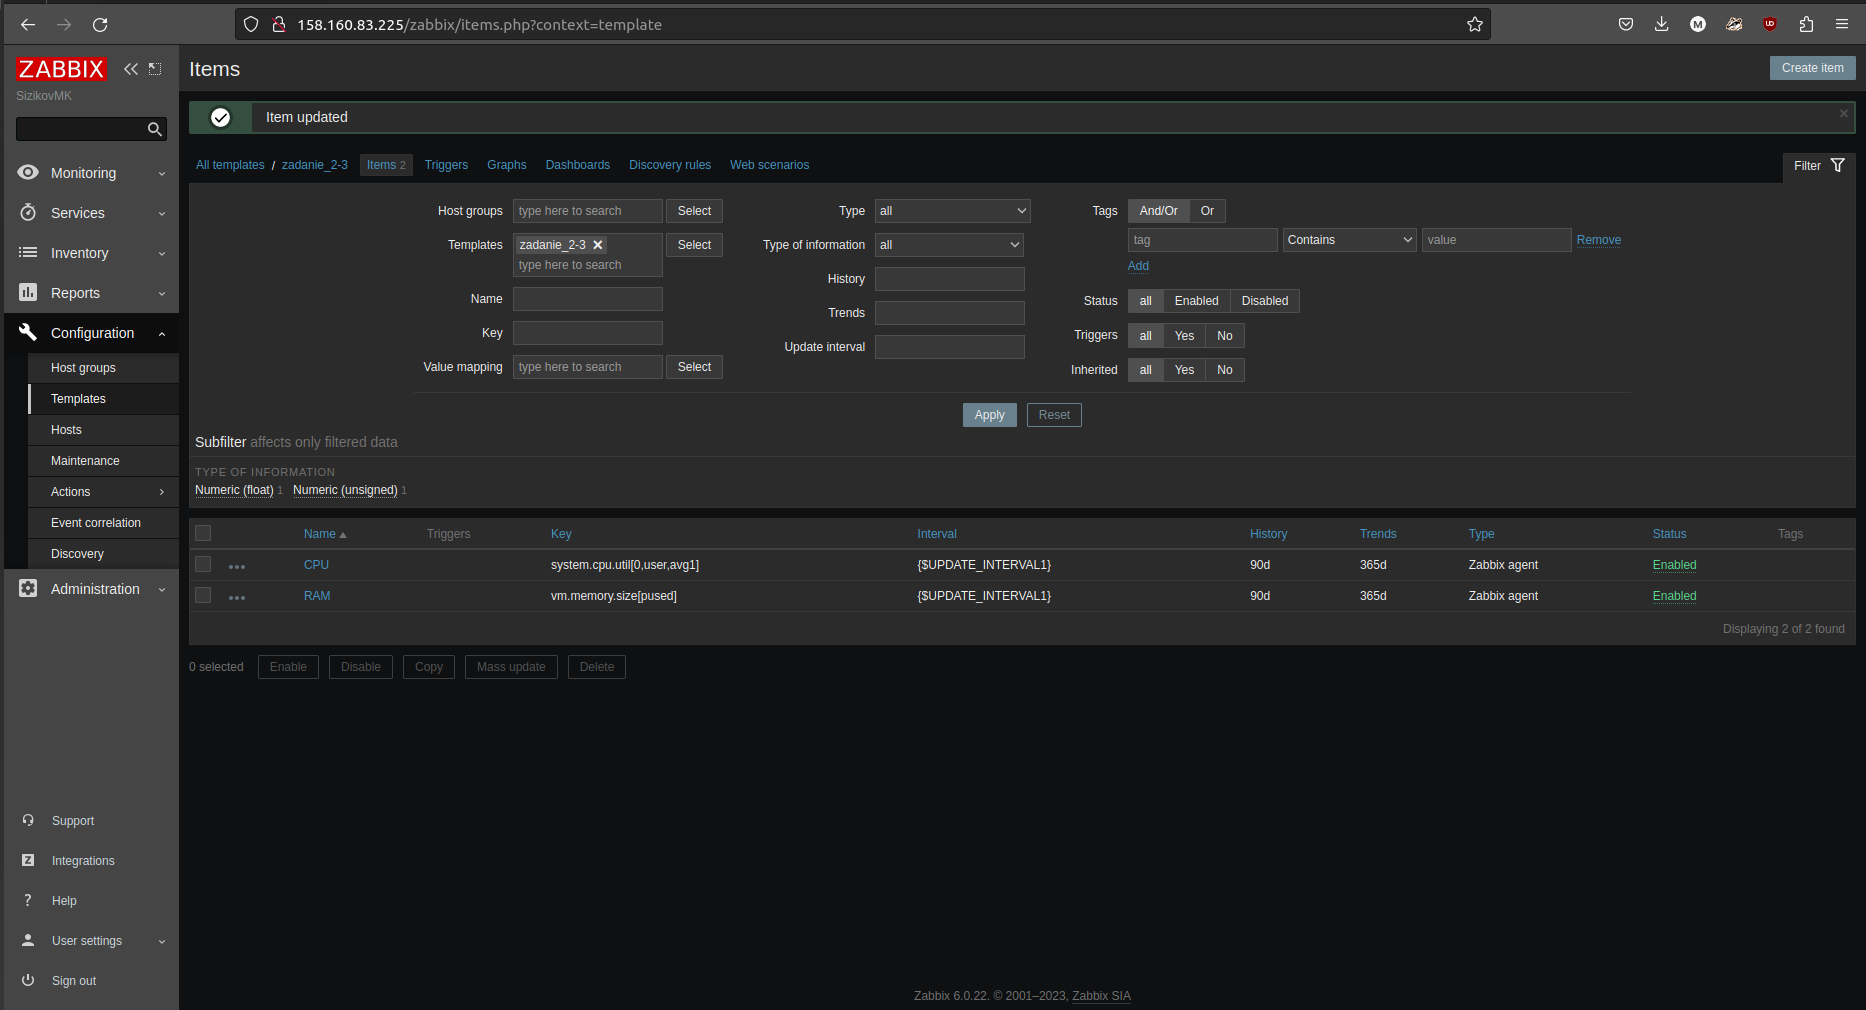 158.160.83.225/zabbix/items.php?context=template
M
UD
ZABBIX
SizikovMK
Monitoring
Services
Inventory
Reports
Configuration
Host groups
Templates
Hosts
Maintenance
Actions
Event correlation
Discovery
Administration
Support
Z Integrations
? Help
User settings
Sign out
Items
Create item
Item updated
All templates / zadanie_2-3 Items 2 Triggers Graphs Dashboards Discovery rules Web scenarios
Filter
Host groups type here to search Select
Templates zadanie_2-3 Select
type here to search
Name
Key
Value mapping type here to search Select
Type all
Type of information all
History
Trends
Update interval
Tags And/Or Or
tag Contains value Remove
Add
Status all Enabled Disabled
Triggers all Yes No
Inherited all Yes No
Apply Reset
Subfilter affects only filtered data
TYPE OF INFORMATION
Numeric (float) 1 Numeric (unsigned) 1
Name Triggers Key Interval History Trends Type Status Tags
CPU system.cpu.util[0,user,avg1] {$UPDATE_INTERVAL1} 90d 365d Zabbix agent Enabled
RAM vm.memory.size[pused] {$UPDATE_INTERVAL1} 90d 365d Zabbix agent Enabled
Displaying 2 of 2 found
0 selected Enable Disable Copy Mass update Delete
Zabbix 6.0.22. © 2001–2023, Zabbix SIA